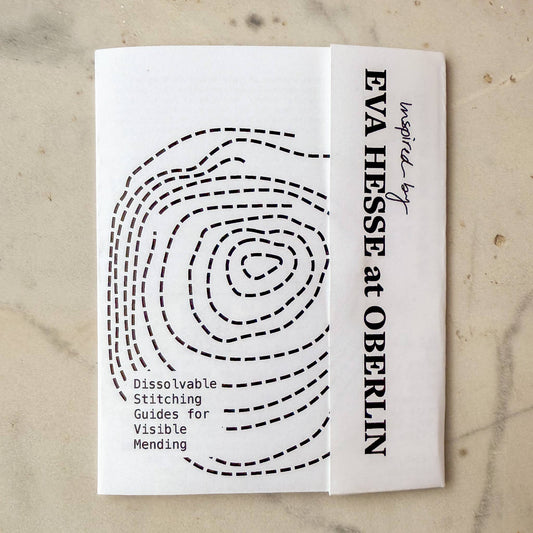 Inspired by
EVA HESSE at OBERLIN
Dissolvable
Stitching
Guides for
Visible
Mending